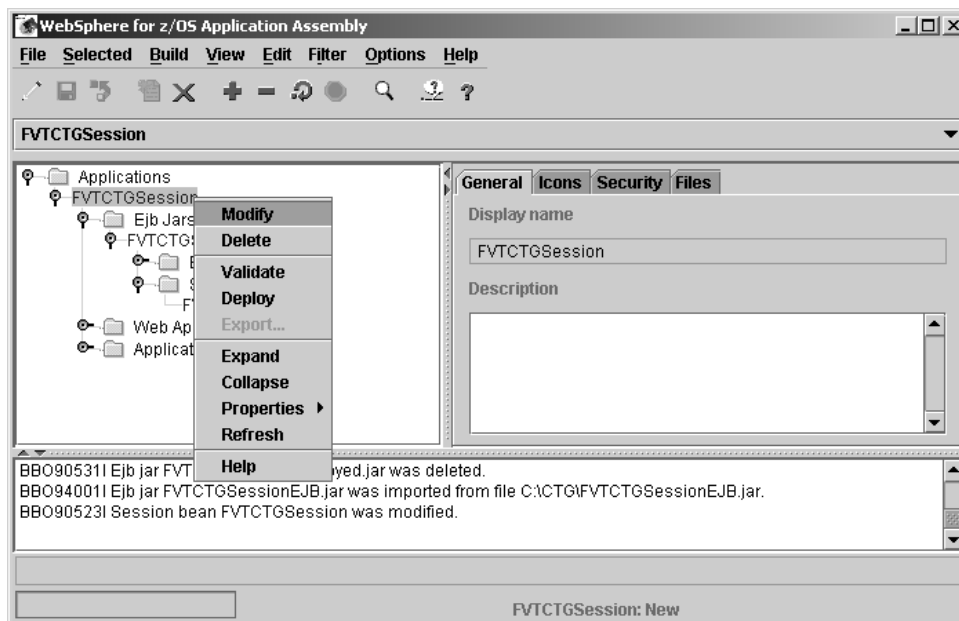 WebSphere for z/OS Application Assembly
File Selected Build View Edit Filter Options Help
FVTCTGSession
Applications
FVTCTGSession
Ejb Jars
FVTCTG
Web Ap
Applicat
Modify
Delete
Validate
Deploy
Export...
Expand
Collapse
Properties
Refresh
Help
General Icons Security Files
Display name
FVTCTGSession
Description
BBO90531I Ejb jar FVT yed.jar was deleted.
BBO94001I Ejb jar FVTCTGSessionEJB.jar was imported from file C:\CTG\FVTCTGSessionEJB.jar.
BBO90523I Session bean FVTCTGSession was modified.
FVTCTGSession: New